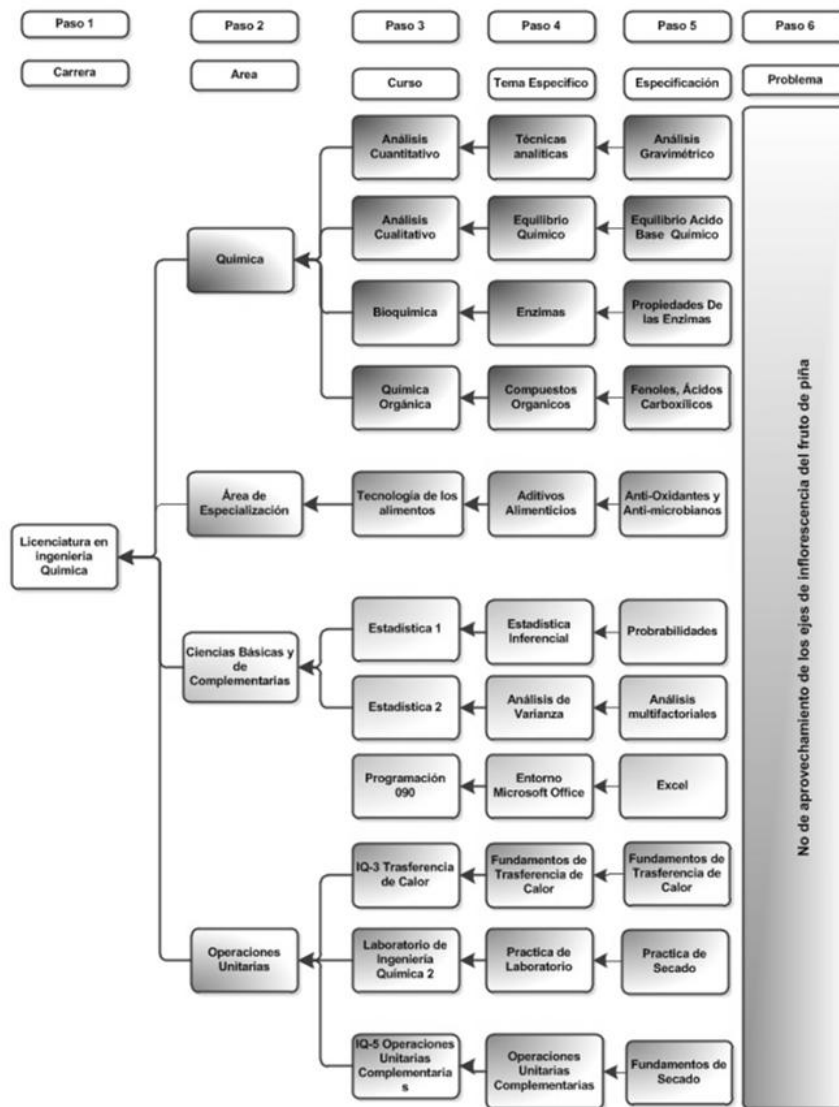 Paso 1
Paso 2
Paso 3
Paso 4
Paso 5
Paso 6
Carrera
Area
Curso
Tema Especifico
Especificación
Problema
Análisis
Cuantitativo
Técnicas
analíticas
Análisis
Gravimétrico
Química
Análisis
Cualitativo
Equilibrio
Químico
Equilibrio Acido
Base Químico
Bioquimica
Enzimas
Propiedades De
las Enzimas
Química
Orgánica
Compuestos
Organicos
Fenoles, Ácidos
Carboxílicos
Área de
Especialización
Tecnología de los
alimentos
Aditivos
Alimenticios
Anti-Oxidantes y
Anti-microbianos
Licenciatura en
ingeniería
Quimica
Ciencias Básicas y
de
Complementarias
Estadística 1
Estadística
Inferencial
Probrabilidades
Estadística 2
Análisis de
Varianza
Análisis
multifactoriales
Programación
090
Entorno
Microsoft Office
Excel
Operaciones
Unitarias
IQ-3 Trasferencia
de Calor
Fundamentos de
Trasferencia de
Calor
Fundamentos de
Trasferencia de
Calor
Laboratorio de
Ingeniería
Química 2
Practica de
Laboratorio
Practica de
Secado
IQ-5 Operaciones
Unitarias
Complementaria
s
Operaciones
Unitarias
Complementarias
Fundamentos de
Secado
No de aprovechamiento de los ejes de inflorescencia del fruto de piña